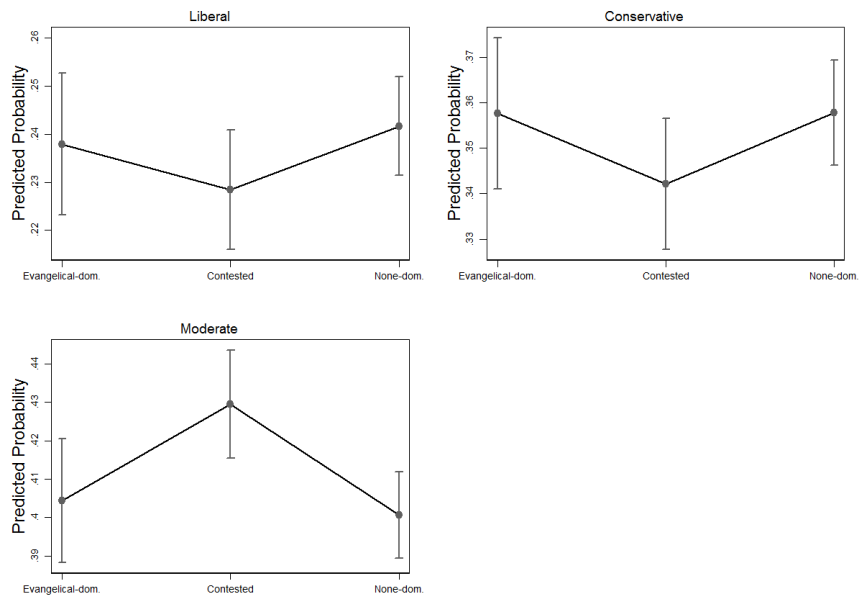 Liberal
Predicted Probability
.26
.25
.24
.23
.22
Evangelical-dom.
Contested
None-dom.
Conservative
Predicted Probability
.37
.36
.35
.34
.33
Evangelical-dom.
Contested
None-dom.
Moderate
Predicted Probability
.44
.43
.42
.41
.4
.39
Evangelical-dom.
Contested
None-dom.